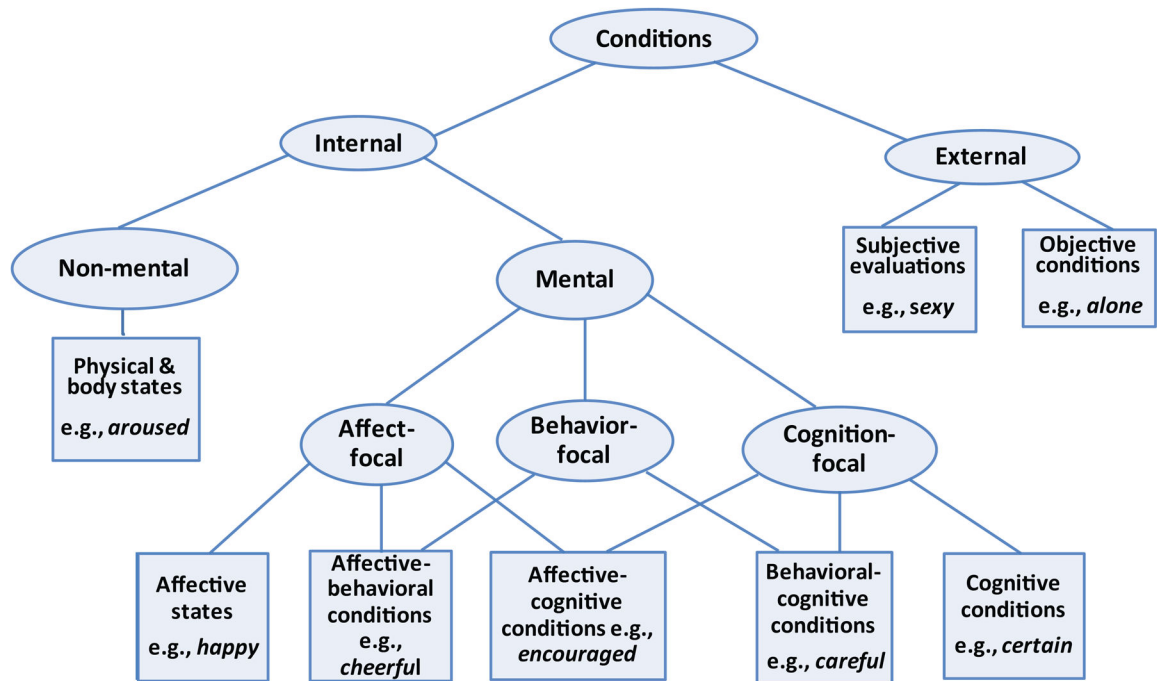 Conditions
Internal
External
Non-mental
Mental
Subjective
evaluations
e.g., sexy
Objective
conditions
e.g., alone
Physical &
body states
e.g., aroused
Affect-
focal
Behavior-
focal
Cognition-
focal
Affective
states
e.g., happy
Affective-
behavioral
conditions
e.g.,
cheerful
Affective-
cognitive
conditions e.g.,
encouraged
Behavioral-
cognitive
conditions
e.g., careful
Cognitive
conditions
e.g., certain